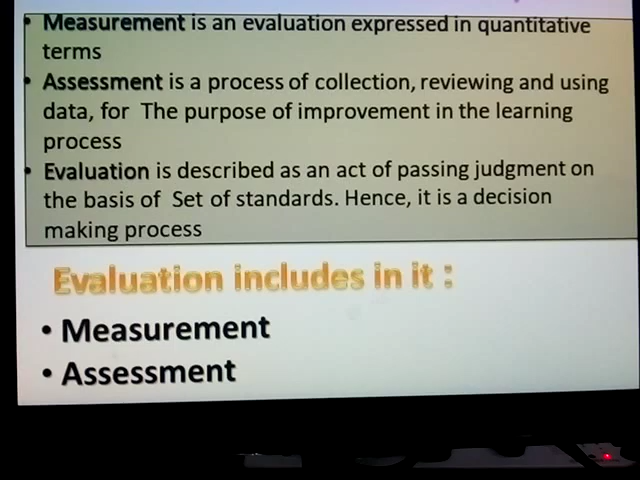 • Measurement is an evaluation expressed in quantitative
terms
• Assessment is a process of collection, reviewing and using
data, for The purpose of improvement in the learning
process
• Evaluation is described as an act of passing judgment on
the basis of Set of standards. Hence, it is a decision
making process
Evaluation includes in it :
• Measurement
• Assessment